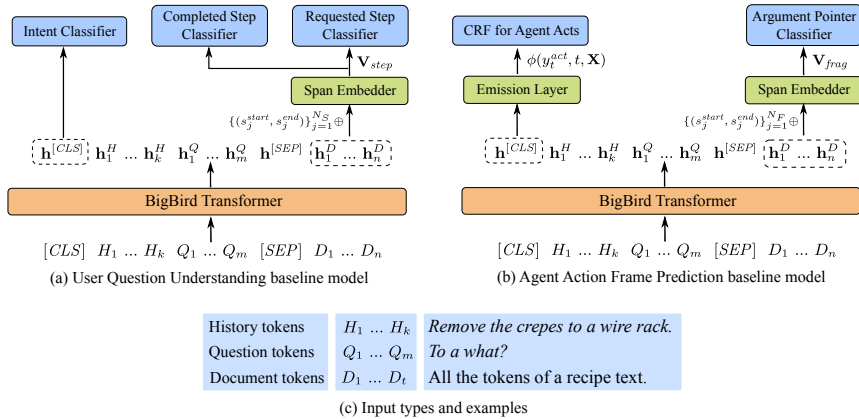 Intent Classifier
Completed Step
Classifier
Requested Step
Classifier
V_step
Span Embedder
{(s_j^start, s_j^end)}_{j=1}^{N_S} ⊕
h^[CLS] h_1^H ... h_k^H h_1^Q ... h_m^Q h^[SEP] h_1^D ... h_n^D
BigBird Transformer
[CLS] H_1 ... H_k Q_1 ... Q_m [SEP] D_1 ... D_n
(a) User Question Understanding baseline model
CRF for Agent Acts
Argument Pointer
Classifier
ϕ(y_t^act, t, X)
V_frag
Emission Layer
Span Embedder
{(s_j^start, s_j^end)}_{j=1}^{N_F} ⊕
h^[CLS] h_1^H ... h_k^H h_1^Q ... h_m^Q h^[SEP] h_1^D ... h_n^D
BigBird Transformer
[CLS] H_1 ... H_k Q_1 ... Q_m [SEP] D_1 ... D_n
(b) Agent Action Frame Prediction baseline model
History tokens H_1 ... H_k Remove the crepes to a wire rack.
Question tokens Q_1 ... Q_m To a what?
Document tokens D_1 ... D_t All the tokens of a recipe text.
(c) Input types and examples